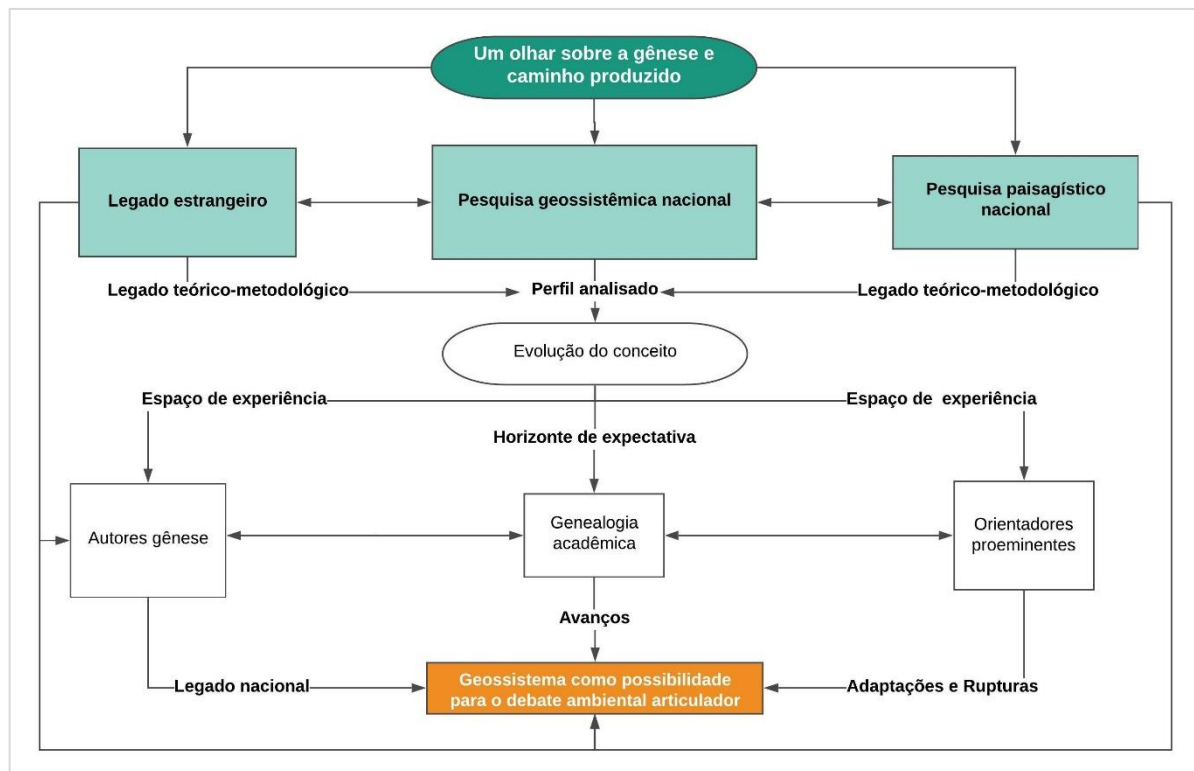 Um olhar sobre a gênese e
caminho produzido
Legado estrangeiro
Pesquisa geossistêmica nacional
Pesquisa paisagístico
nacional
Legado teórico-metodológico
Perfil analisado
Legado teórico-metodológico
Evolução do conceito
Espaço de experiência
Espaço de experiência
Horizonte de expectativa
Autores gênese
Genealogia
acadêmica
Orientadores
proeminentes
Avanços
Legado nacional
Geossistema como possibilidade
para o debate ambiental articulador
Adaptações e Rupturas